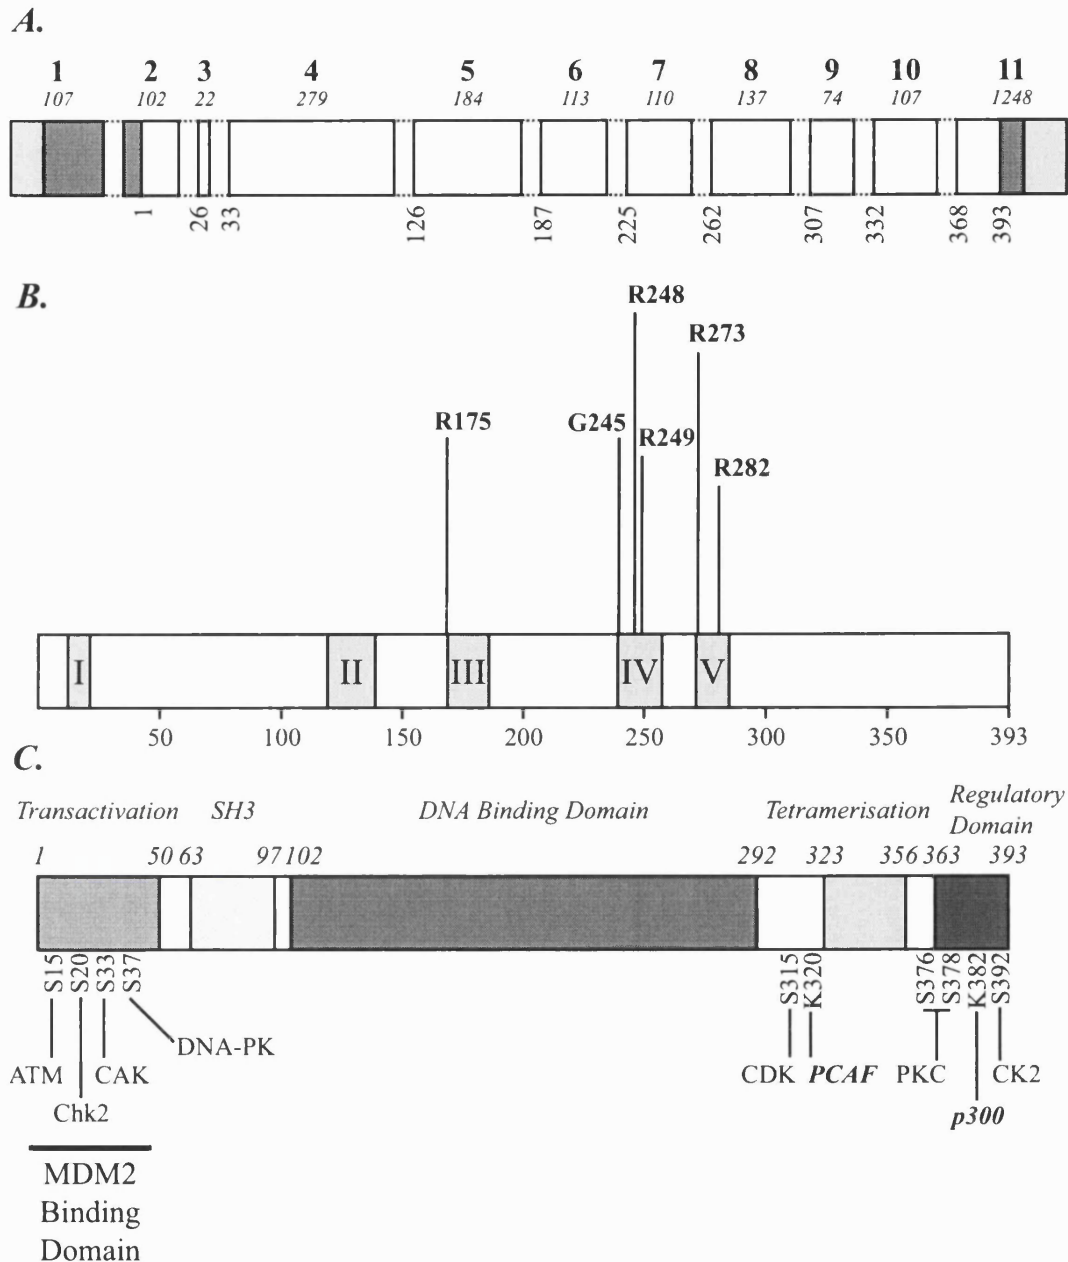 A.
1 2 3 4 5 6 7 8 9 10 11
107 102 22 279 184 113 110 137 74 107 1248
1 26 33 126 187 225 262 307 332 368 393
B.
R248
R273
R175 G245
R249
R282
I II III IV V
50 100 150 200 250 300 350 393
C.
Transactivation SH3 DNA Binding Domain Tetramerisation Regulatory
Domain
1 50 63 97 102 292 323 356 363 393
S15 S20 S33 S37 S315 K320 S376 S378 K382 S392
DNA-PK
ATM CAK CDK PCAF PKC CK2
Chk2 p300
MDM2
Binding
Domain